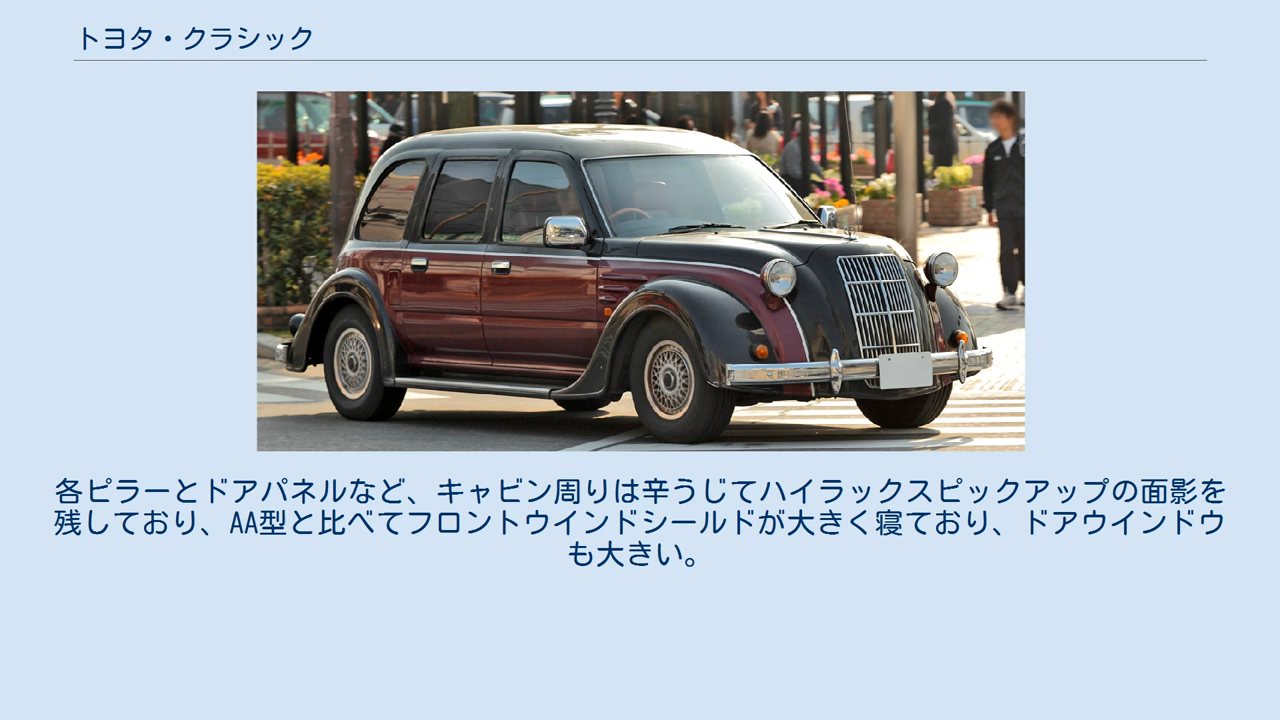 トヨタ・クラシック
各ピラーとドアパネルなど、キャビン周りは辛うじてハイラックスピックアップの面影を
残しており、AA型と比べてフロントウインドシールドが大きく寝ており、ドアウインドウ
も大きい。